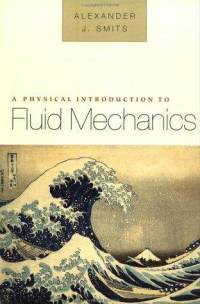 ALEXANDER
J. SMITS
A PHYSICAL INTRODUCTION TO
Fluid Mechanics